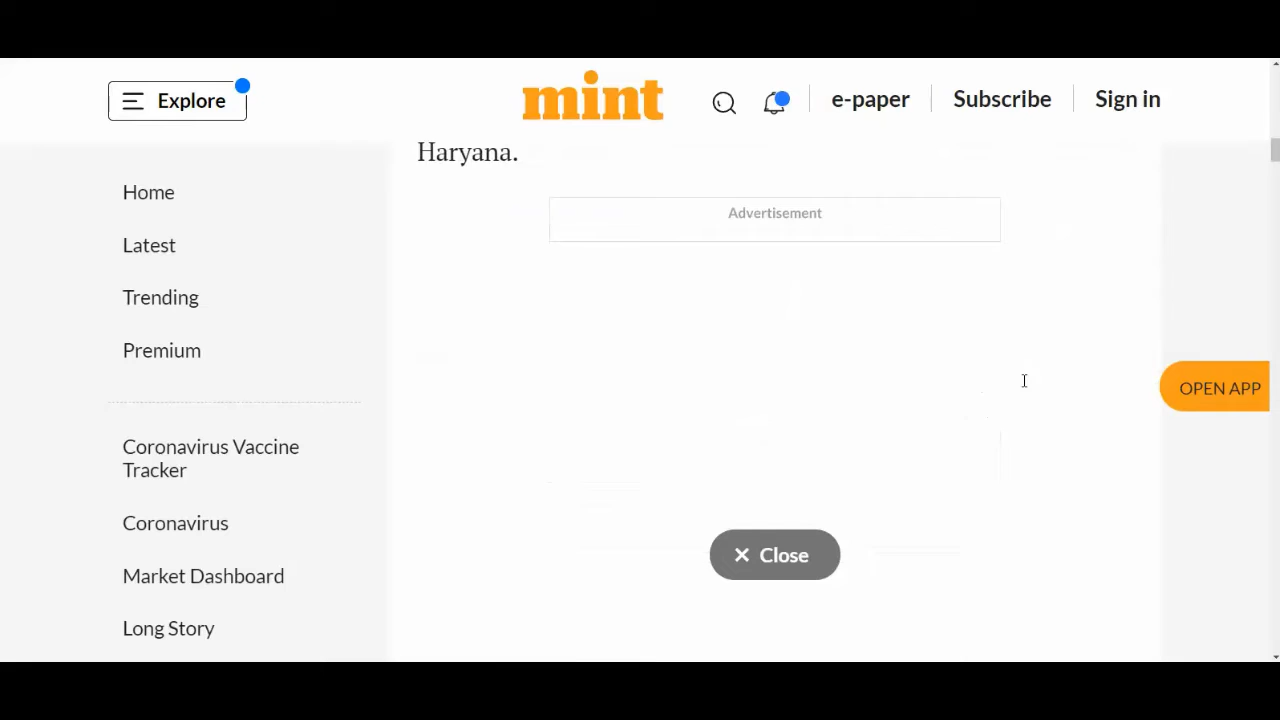 Explore
mint
e-paper
Subscribe
Sign in
Haryana.
Home
Latest
Trending
Premium
Coronavirus Vaccine
Tracker
Coronavirus
Market Dashboard
Long Story
Advertisement
Close
OPEN APP